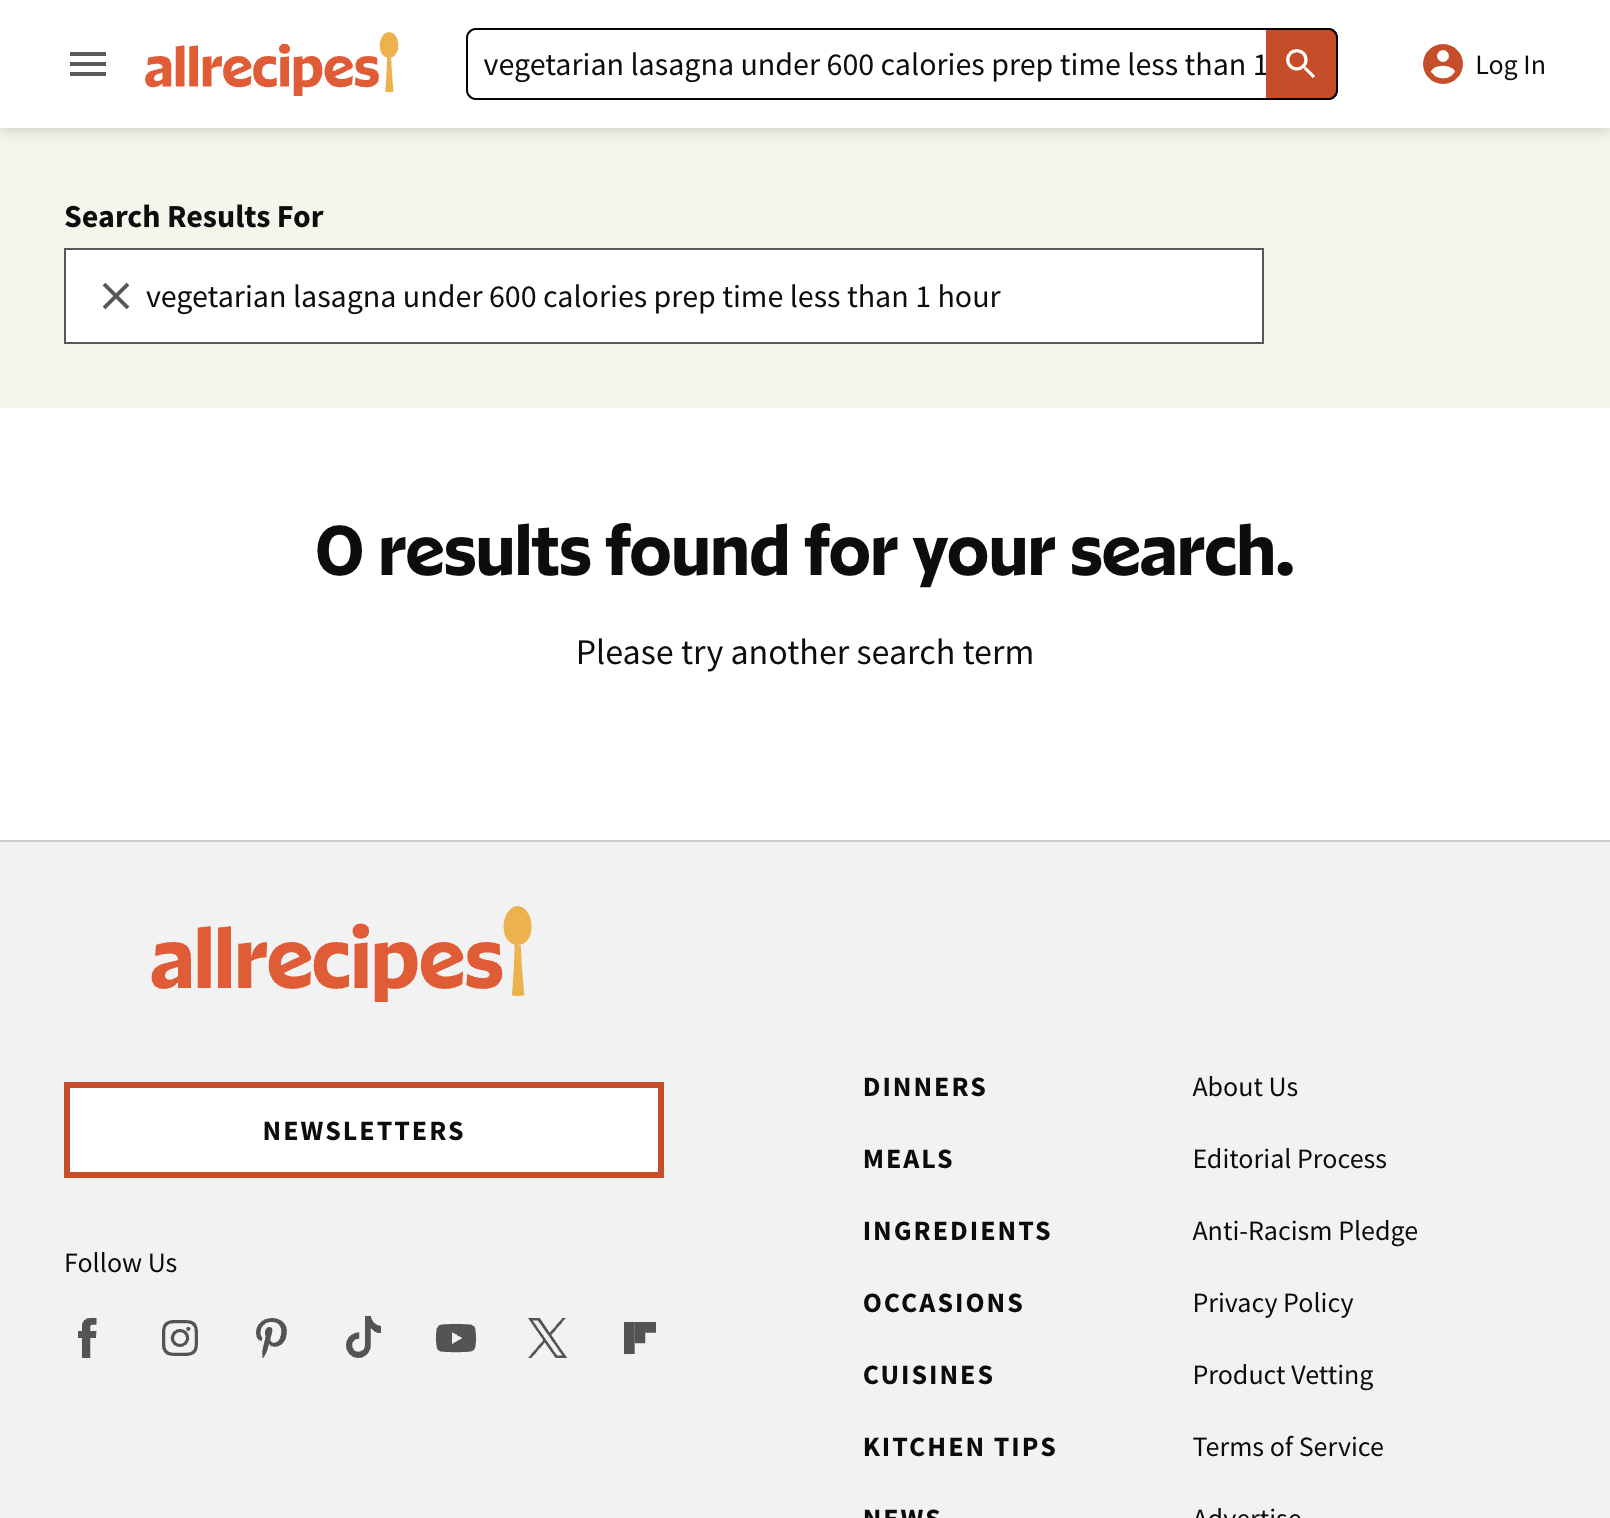 allrecipes
vegetarian lasagna under 600 calories prep time less than 1
Log In
Search Results For
vegetarian lasagna under 600 calories prep time less than 1 hour
0 results found for your search.
Please try another search term
allrecipes
NEWSLETTERS
Follow Us
DINNERS
MEALS
INGREDIENTS
OCCASIONS
CUISINES
KITCHEN TIPS
NEWS
About Us
Editorial Process
Anti-Racism Pledge
Privacy Policy
Product Vetting
Terms of Service
Advertise